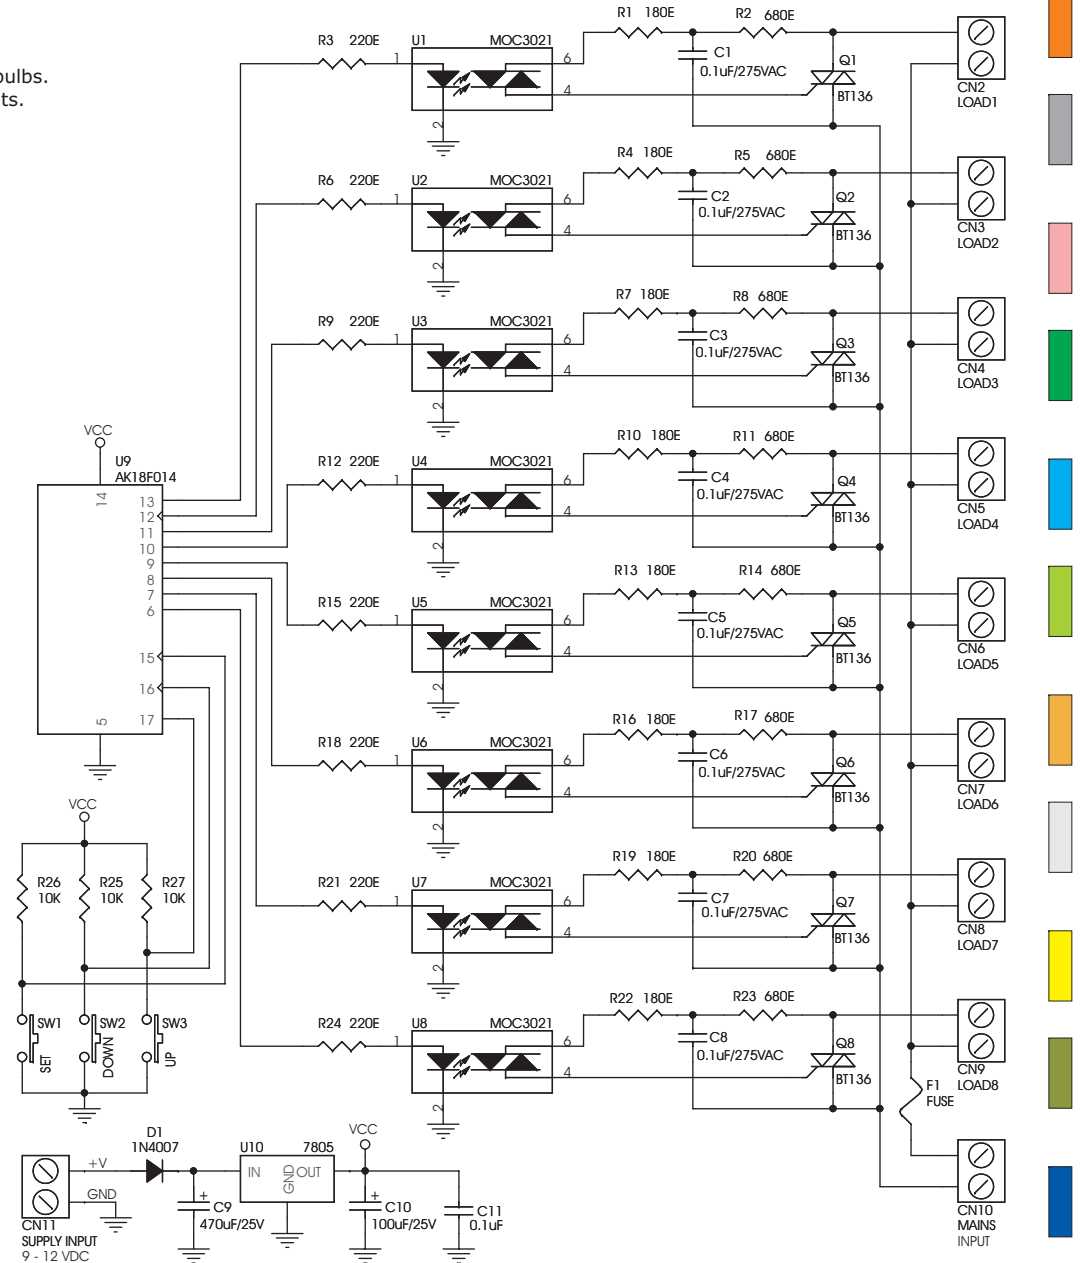 ulbs.
ts.
R1 180E
R2 680E
R3 220E
1
U1
MOC3021
6
4
2
C1
0.1uF/275VAC
Q1
BT136
CN2
LOAD1
R4 180E
R5 680E
R6 220E
1
U2
MOC3021
6
4
2
C2
0.1uF/275VAC
Q2
BT136
CN3
LOAD2
R7 180E
R8 680E
R9 220E
1
U3
MOC3021
6
4
2
C3
0.1uF/275VAC
Q3
BT136
CN4
LOAD3
R10 180E
R11 680E
R12 220E
1
U4
MOC3021
6
4
2
C4
0.1uF/275VAC
Q4
BT136
CN5
LOAD4
VCC
U9
AK18F014
14
13
12
11
10
9
8
7
6
15
16
17
5
R13 180E
R14 680E
R15 220E
1
U5
MOC3021
6
4
2
C5
0.1uF/275VAC
Q5
BT136
CN6
LOAD5
R16 180E
R17 680E
R18 220E
1
U6
MOC3021
6
4
2
C6
0.1uF/275VAC
Q6
BT136
CN7
LOAD6
VCC
R26
10K
R25
10K
R27
10K
R19 180E
R20 680E
R21 220E
1
U7
MOC3021
6
4
2
C7
0.1uF/275VAC
Q7
BT136
CN8
LOAD7
SW1
SET
SW2
DOWN
SW3
UP
R22 180E
R23 680E
R24 220E
1
U8
MOC3021
6
4
2
C8
0.1uF/275VAC
Q8
BT136
CN9
LOAD8
F1
FUSE
CN10
MAINS
INPUT
D1
1N4007
+V
GND
CN11
SUPPLY INPUT
9 - 12 VDC
+
C9
470uF/25V
U10
7805
IN
GND
OUT
VCC
+
C10
100uF/25V
C11
0.1uF